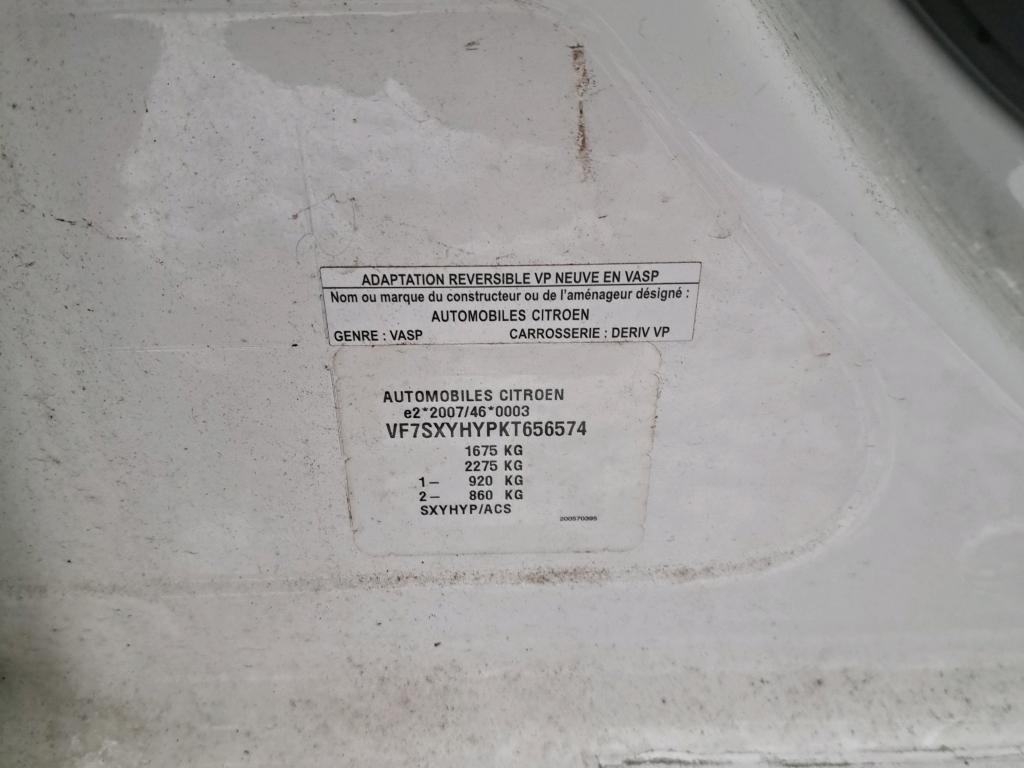 ADAPTATION REVERSIBLE VP NEUVE EN VASP
Nom ou marque du constructeur ou de l'aménageur désigné :
AUTOMOBILES CITROEN
GENRE : VASP CARROSSERIE : DERIV VP
AUTOMOBILES CITROEN
e2*2007/46*0003
VF7SXYHYPKT656574
1675 KG
2275 KG
1- 920 KG
2- 860 KG
SXYHYP/ACS
200570395